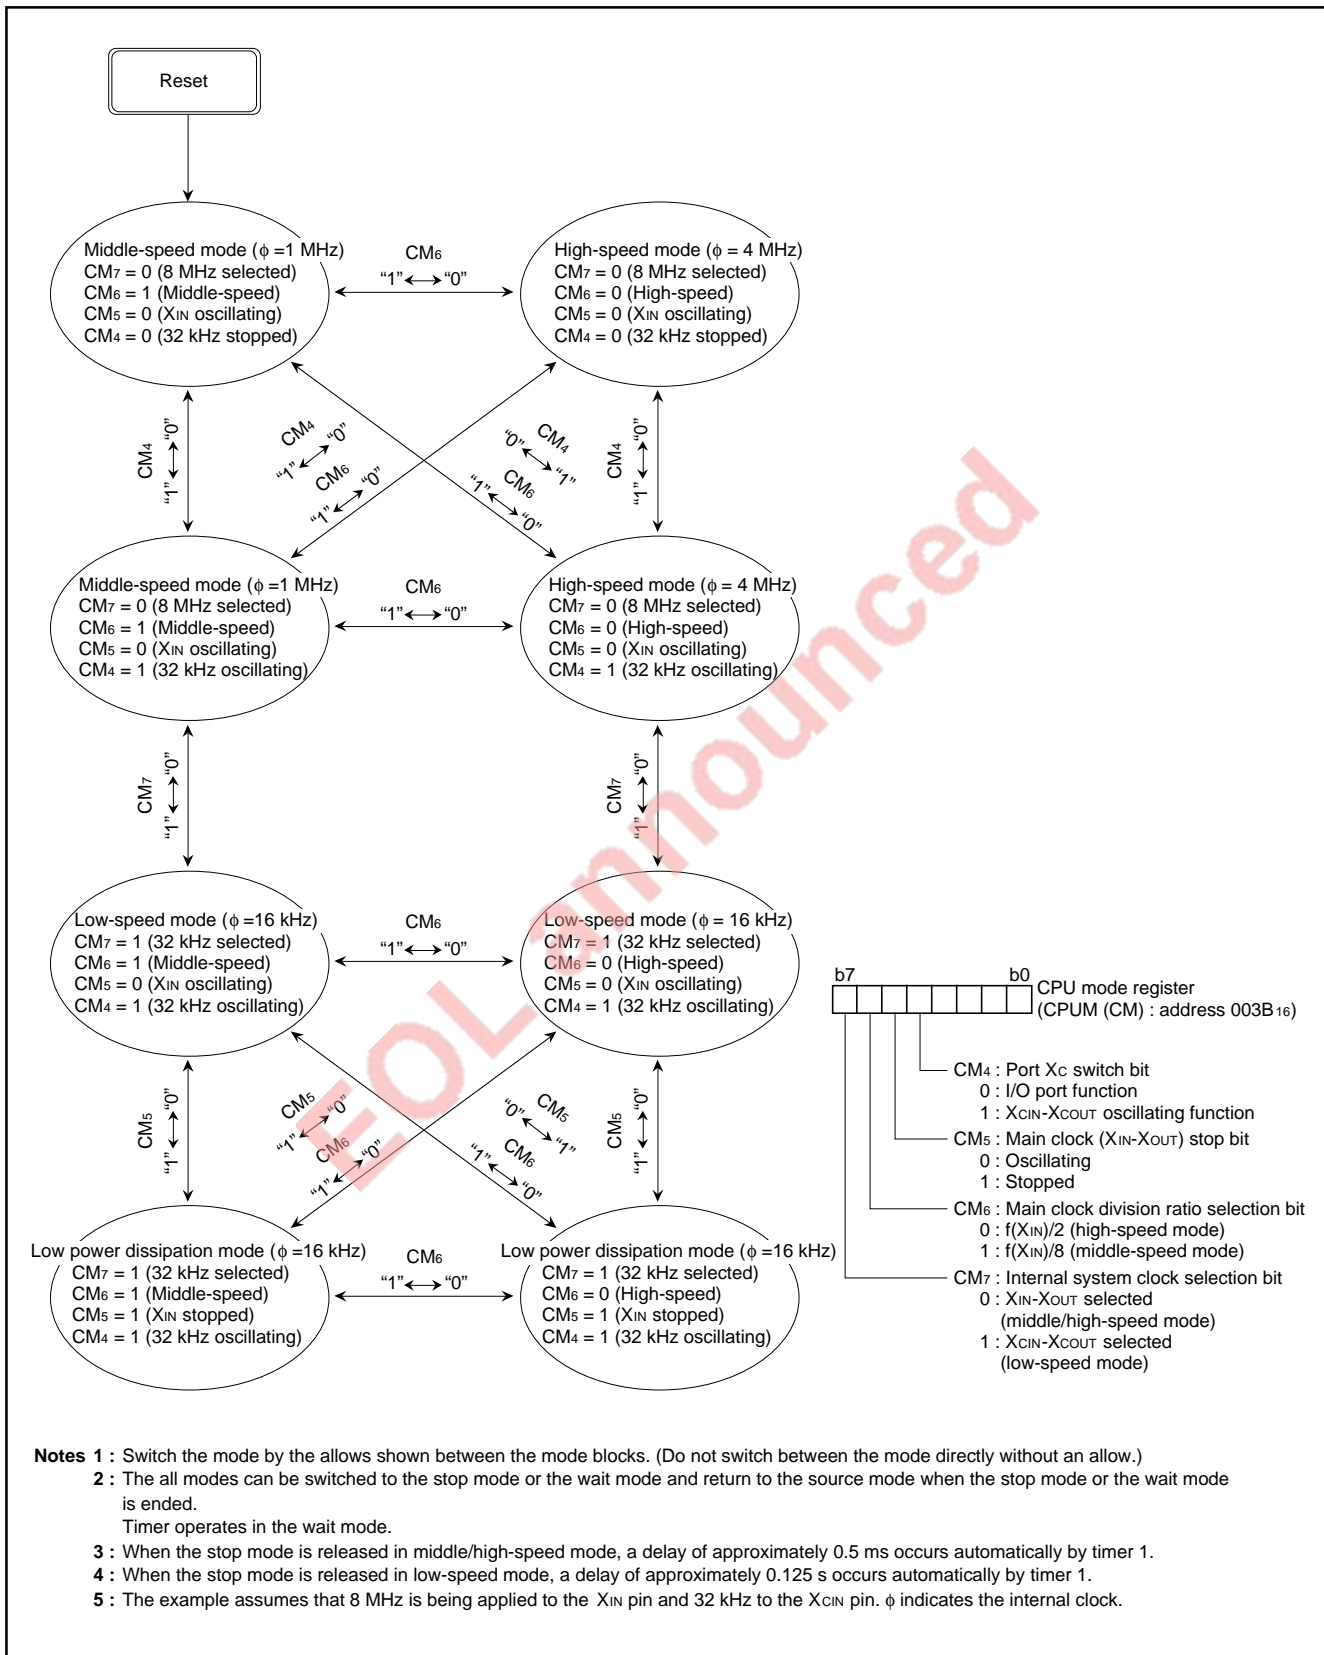 Reset
Middle-speed mode (ϕ =1 MHz)
CM7 = 0 (8 MHz selected)
CM6 = 1 (Middle-speed)
CM5 = 0 (XIN oscillating)
CM4 = 0 (32 kHz stopped)
CM6
“1” ↔ “0”
High-speed mode (ϕ = 4 MHz)
CM7 = 0 (8 MHz selected)
CM6 = 0 (High-speed)
CM5 = 0 (XIN oscillating)
CM4 = 0 (32 kHz stopped)
CM4
“1” ↔ “0”
CM4
“1” ↔ “0”
CM6
“1” ↔ “0”
CM4
“0” ↔ “1”
CM6
“1” ↔ “0”
CM4
“1” ↔ “0”
Middle-speed mode (ϕ =1 MHz)
CM7 = 0 (8 MHz selected)
CM6 = 1 (Middle-speed)
CM5 = 0 (XIN oscillating)
CM4 = 1 (32 kHz oscillating)
CM6
“1” ↔ “0”
High-speed mode (ϕ = 4 MHz)
CM7 = 0 (8 MHz selected)
CM6 = 0 (High-speed)
CM5 = 0 (XIN oscillating)
CM4 = 1 (32 kHz oscillating)
CM7
“1” ↔ “0”
CM7
“1” ↔ “0”
Low-speed mode (ϕ =16 kHz)
CM7 = 1 (32 kHz selected)
CM6 = 1 (Middle-speed)
CM5 = 0 (XIN oscillating)
CM4 = 1 (32 kHz oscillating)
CM6
“1” ↔ “0”
Low-speed mode (ϕ = 16 kHz)
CM7 = 1 (32 kHz selected)
CM6 = 0 (High-speed)
CM5 = 0 (XIN oscillating)
CM4 = 1 (32 kHz oscillating)
CM5
“1” ↔ “0”
CM5
“1” ↔ “0”
CM6
“1” ↔ “0”
CM5
“0” ↔ “1”
CM6
“1” ↔ “0”
CM5
“1” ↔ “0”
Low power dissipation mode (ϕ =16 kHz)
CM7 = 1 (32 kHz selected)
CM6 = 1 (Middle-speed)
CM5 = 1 (XIN stopped)
CM4 = 1 (32 kHz oscillating)
CM6
“1” ↔ “0”
Low power dissipation mode (ϕ =16 kHz)
CM7 = 1 (32 kHz selected)
CM6 = 0 (High-speed)
CM5 = 1 (XIN stopped)
CM4 = 1 (32 kHz oscillating)
b7 b0
CPU mode register
(CPUM (CM) : address 003B16)
CM4 : Port XC switch bit
0 : I/O port function
1 : XCIN-XCOUT oscillating function
CM5 : Main clock (XIN-XOUT) stop bit
0 : Oscillating
1 : Stopped
CM6 : Main clock division ratio selection bit
0 : f(XIN)/2 (high-speed mode)
1 : f(XIN)/8 (middle-speed mode)
CM7 : Internal system clock selection bit
0 : XIN-XOUT selected
(middle/high-speed mode)
1 : XCIN-XCOUT selected
(low-speed mode)
EOL announced
Notes 1 : Switch the mode by the allows shown between the mode blocks. (Do not switch between the mode directly without an allow.)
2 : The all modes can be switched to the stop mode or the wait mode and return to the source mode when the stop mode or the wait mode
is ended.
Timer operates in the wait mode.
3 : When the stop mode is released in middle/high-speed mode, a delay of approximately 0.5 ms occurs automatically by timer 1.
4 : When the stop mode is released in low-speed mode, a delay of approximately 0.125 s occurs automatically by timer 1.
5 : The example assumes that 8 MHz is being applied to the XIN pin and 32 kHz to the XCIN pin. ϕ indicates the internal clock.